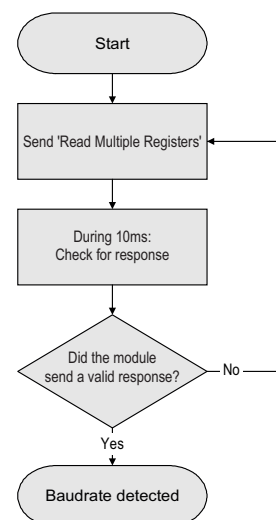 Start
Send 'Read Multiple Registers'
During 10ms:
Check for response
Did the module
send a valid response?
No
Yes
Baudrate detected